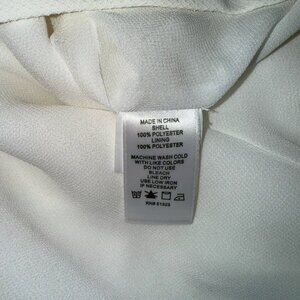 MADE IN CHINA
SHELL
100% POLYESTER
LINING
100% POLYESTER
MACHINE WASH COLD
WITH LIKE COLORS
DO NOT USE
BLEACH
LINE DRY
USE LOW IRON
IF NECESSARY